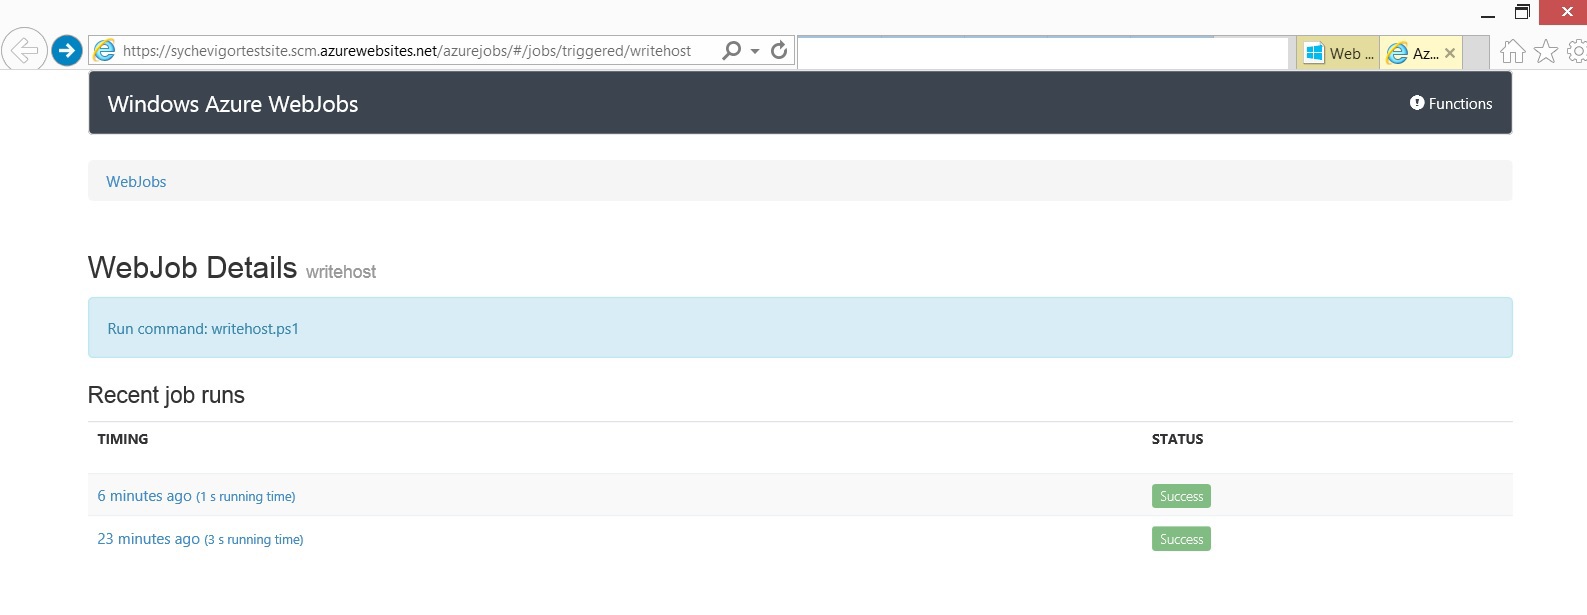 https://sychevigortestsite.scm.azurewebsites.net/azurejobs/#/jobs/triggered/writehost
Web ...
Az...
Windows Azure WebJobs
Functions
WebJobs
WebJob Details writehost
Run command: writehost.ps1
Recent job runs
TIMING STATUS
6 minutes ago (1 s running time) Success
23 minutes ago (3 s running time) Success